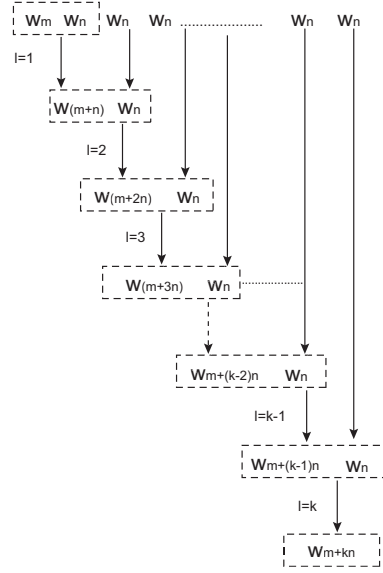 Wm Wn Wn Wn .................... Wn Wn
l=1
W(m+n) Wn
l=2
W(m+2n) Wn
l=3
W(m+3n) Wn ....................
Wm+(k-2)n Wn
l=k-1
Wm+(k-1)n Wn
l=k
Wm+kn